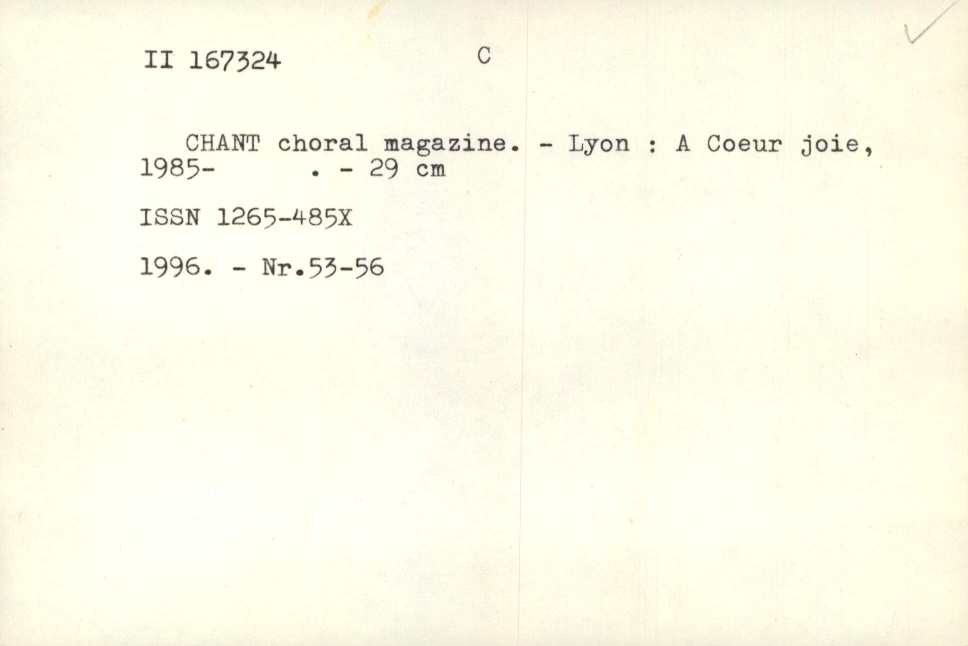 II 167324 C
CHANT choral magazine. - Lyon : A Coeur joie,
1985- . - 29 cm
ISSN 1265-485X
1996. - Nr.53-56